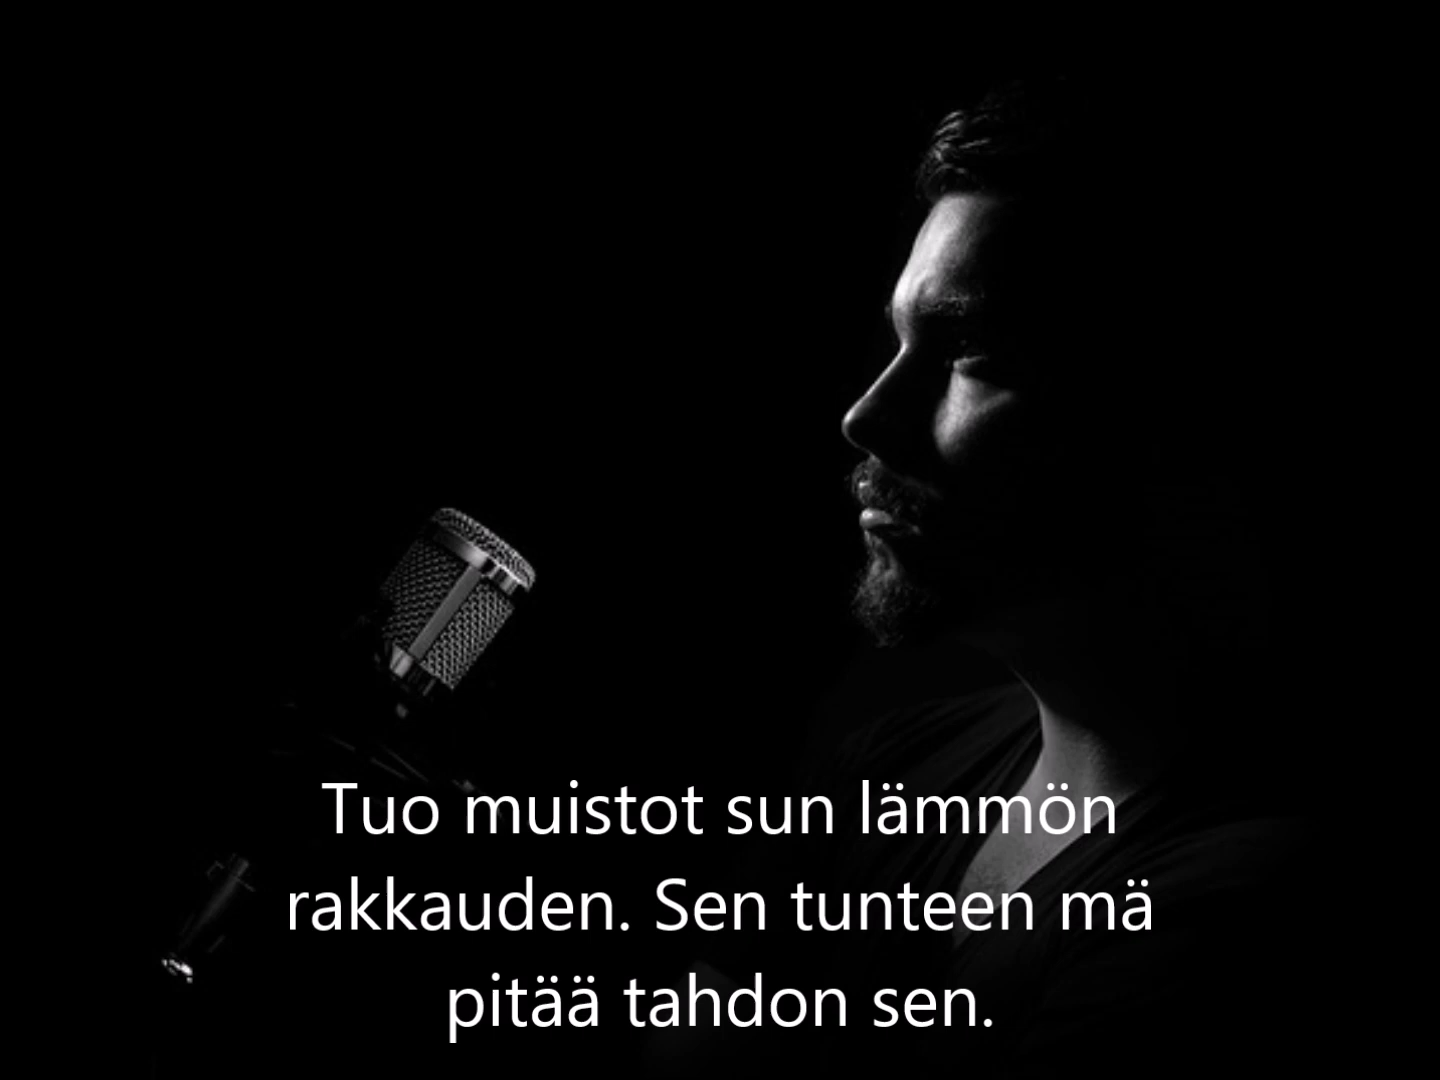 Tuo muistot sun lämmön
rakkauden. Sen tunteen mä
pitää tahdon sen.